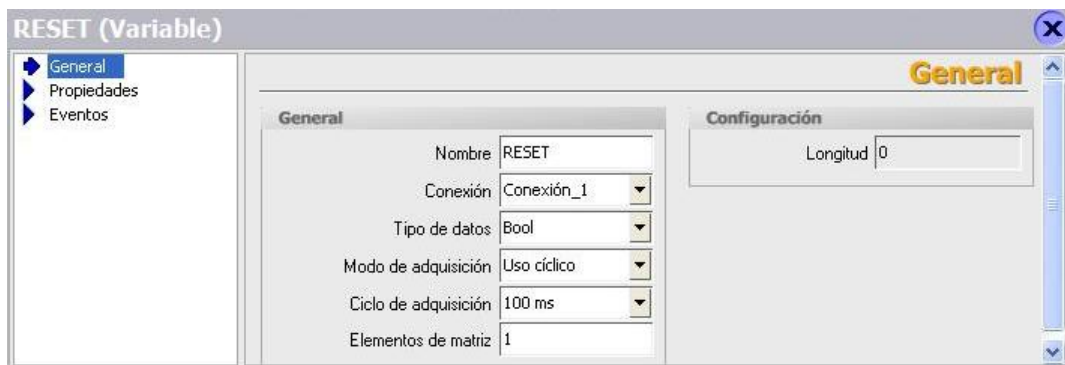 RESET (Variable)
General
Propiedades
Eventos
General
General
Nombre RESET
Conexión Conexión_1
Tipo de datos Bool
Modo de adquisición Uso cíclico
Ciclo de adquisición 100 ms
Elementos de matriz 1
Configuración
Longitud 0